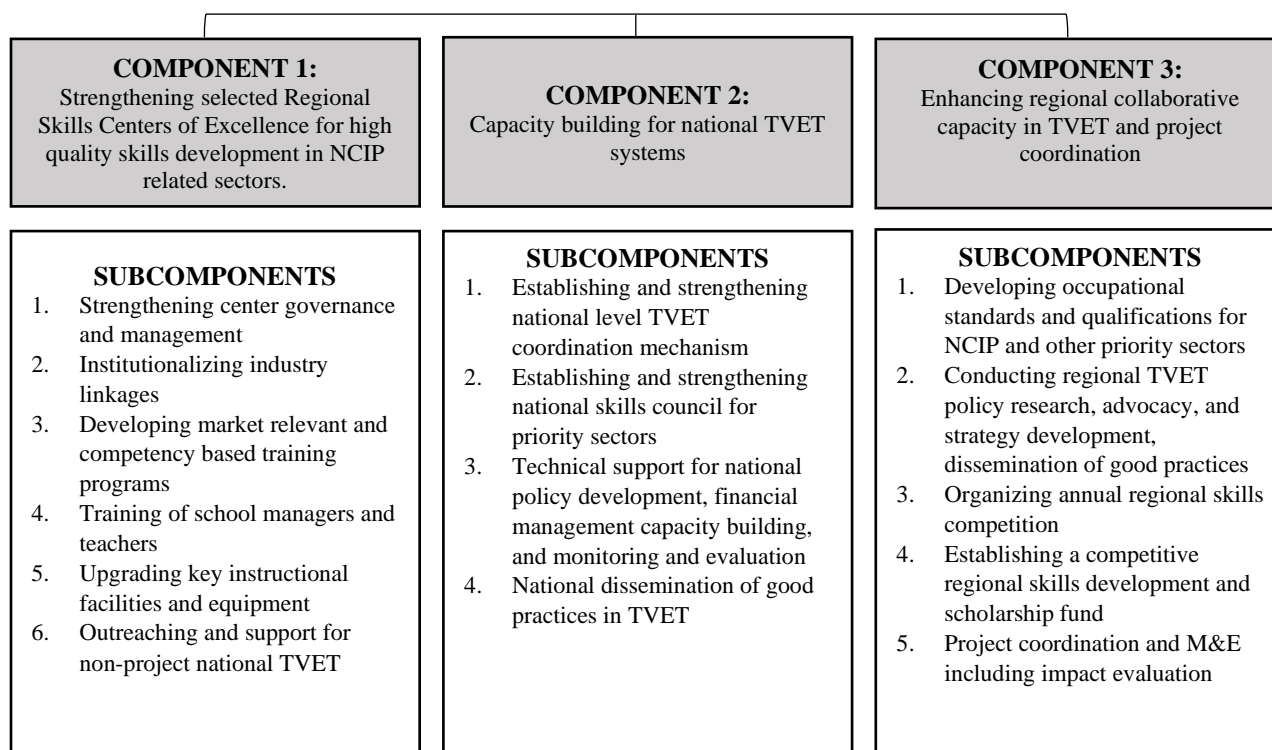 COMPONENT 1:
Strengthening selected Regional
Skills Centers of Excellence for high
quality skills development in NCIP
related sectors.
COMPONENT 2:
Capacity building for national TVET
systems
COMPONENT 3:
Enhancing regional collaborative
capacity in TVET and project
coordination
SUBCOMPONENTS
1. Strengthening center governance
and management
2. Institutionalizing industry
linkages
3. Developing market relevant and
competency based training
programs
4. Training of school managers and
teachers
5. Upgrading key instructional
facilities and equipment
6. Outreaching and support for
non-project national TVET
SUBCOMPONENTS
1. Establishing and strengthening
national level TVET
coordination mechanism
2. Establishing and strengthening
national skills council for
priority sectors
3. Technical support for national
policy development, financial
management capacity building,
and monitoring and evaluation
4. National dissemination of good
practices in TVET
SUBCOMPONENTS
1. Developing occupational
standards and qualifications for
NCIP and other priority sectors
2. Conducting regional TVET
policy research, advocacy, and
strategy development,
dissemination of good practices
3. Organizing annual regional skills
competition
4. Establishing a competitive
regional skills development and
scholarship fund
5. Project coordination and M&E
including impact evaluation